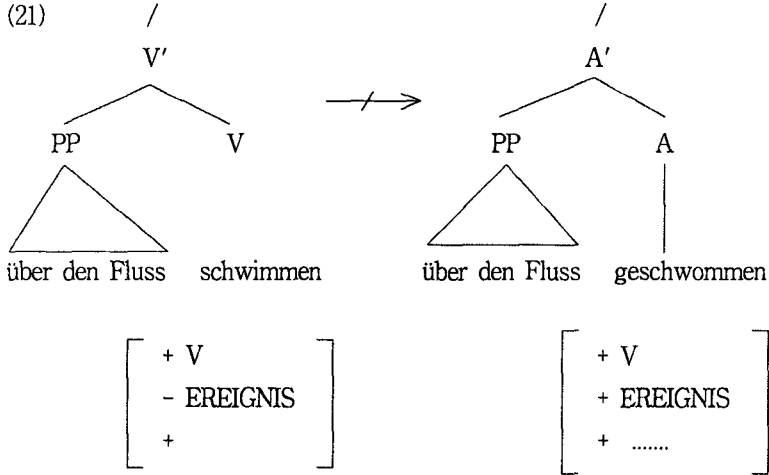 (21)
V′ A′
PP V PP A
über den Fluss schwimmen über den Fluss geschwommen
+ V + V
- EREIGNIS + EREIGNIS
+ + .......